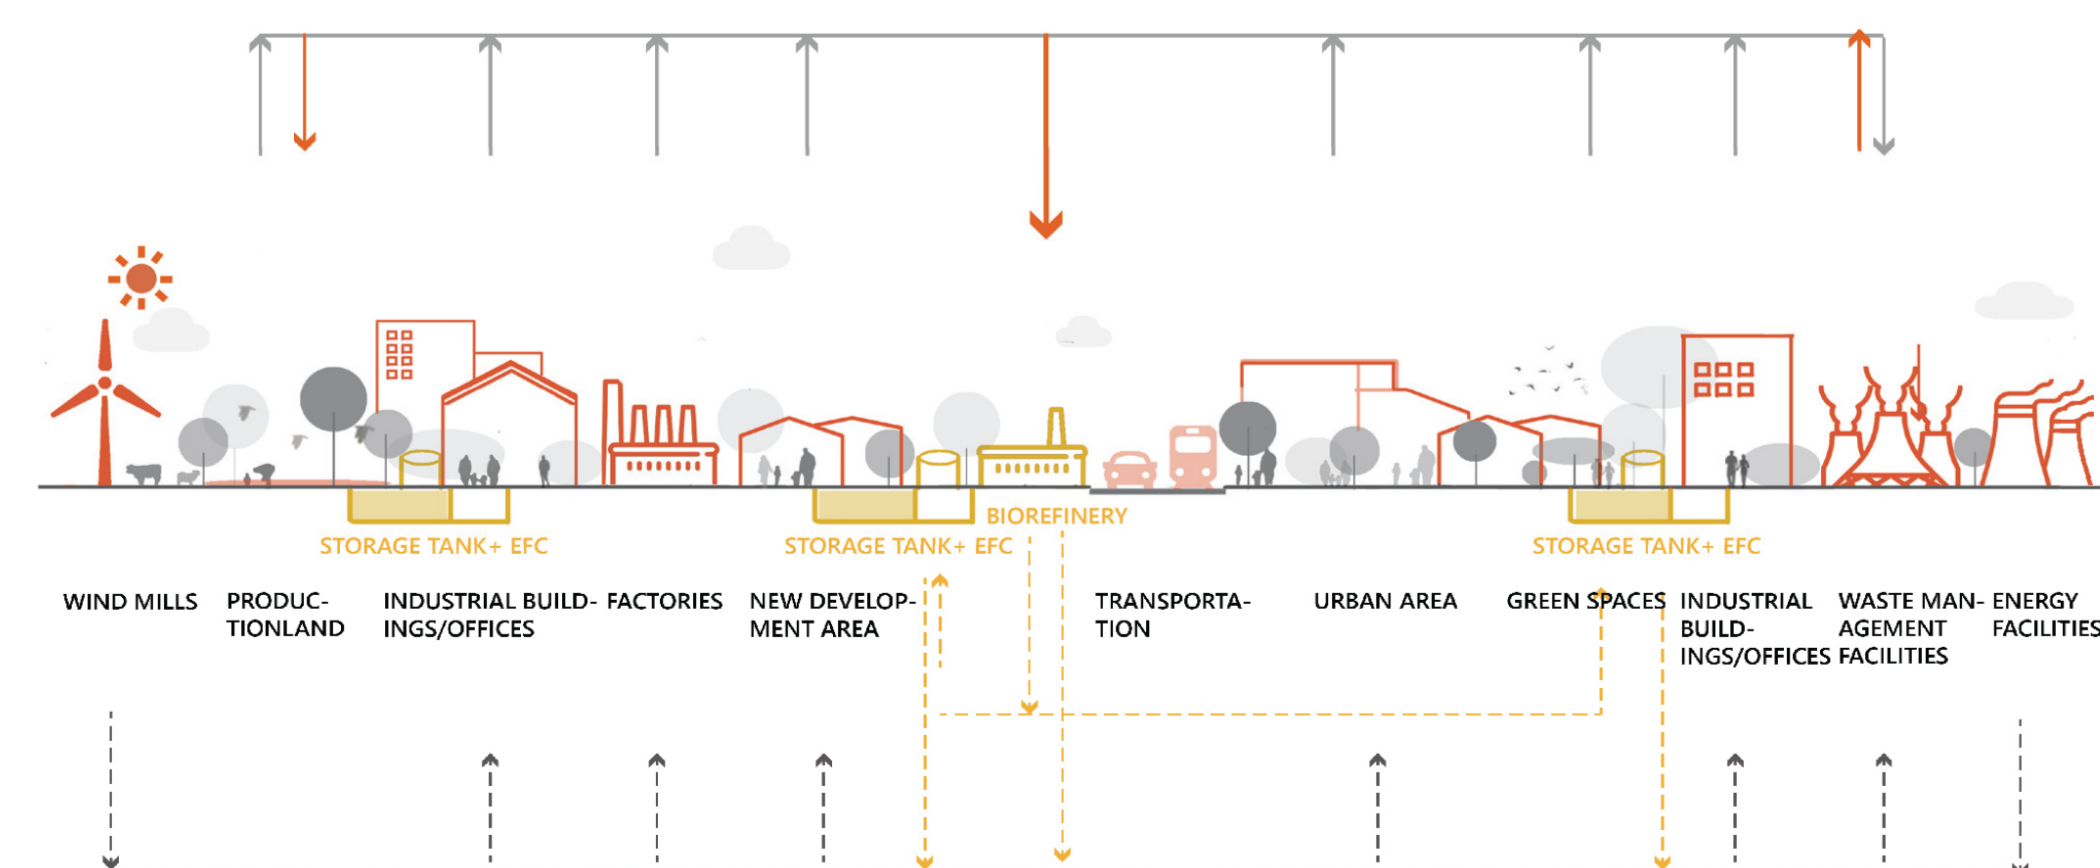 BIOREFINERY
STORAGE TANK+ EFC
STORAGE TANK+ EFC
STORAGE TANK+ EFC
WIND MILLS
PRODUC-
TIONLAND
INDUSTRIAL BUILD-
INGS/OFFICES
FACTORIES
NEW DEVELOP-
MENT AREA
TRANSPORTA-
TION
URBAN AREA
GREEN SPACES
INDUSTRIAL
BUILD-
INGS/OFFICES
WASTE MAN-
AGEMENT
FACILITIES
ENERGY
FACILITIES